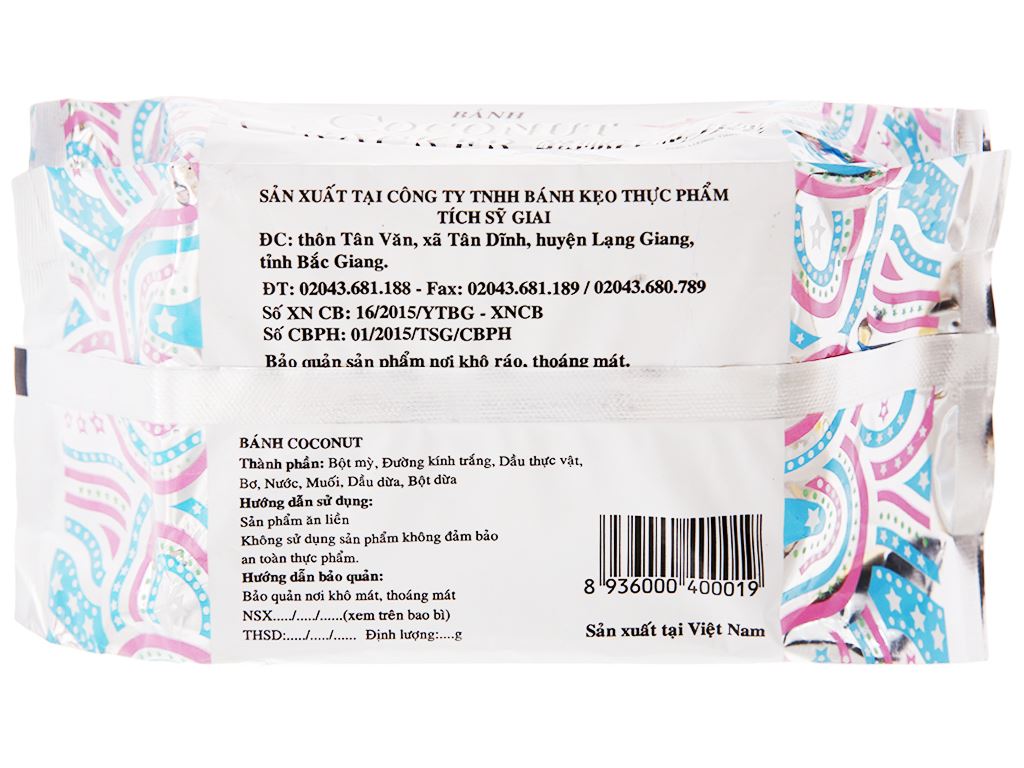 BÁNH
COCONUT
SẢN XUẤT TẠI CÔNG TY TNHH BÁNH KẸO THỰC PHẨM
TÍCH SỸ GIAI
ĐC: thôn Tân Văn, xã Tân Dĩnh, huyện Lạng Giang,
tỉnh Bắc Giang.
ĐT: 02043.681.188 - Fax: 02043.681.189 / 02043.680.789
Số XN CB: 16/2015/YTBG - XNCB
Số CBPH: 01/2015/TSG/CBPH
Bảo quản sản phẩm nơi khô ráo, thoáng mát.
BÁNH COCONUT
Thành phần: Bột mỳ, Đường kính trắng, Dầu thực vật,
Bơ, Nước, Muối, Dầu dừa, Bột dừa
Hướng dẫn sử dụng:
Sản phẩm ăn liền
Không sử dụng sản phẩm không đảm bảo
an toàn thực phẩm.
Hướng dẫn bảo quản:
Bảo quản nơi khô mát, thoáng mát
NSX...../...../......(xem trên bao bì)
THSD:...../...../...... Định lượng:....g
8 936000 400019
Sản xuất tại Việt Nam